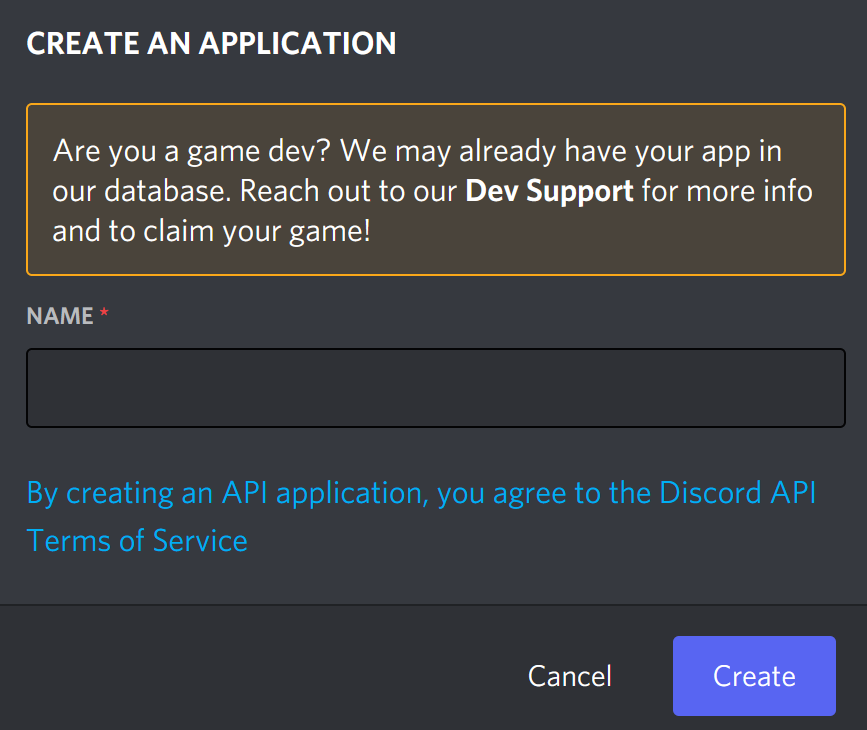 CREATE AN APPLICATION
Are you a game dev? We may already have your app in
our database. Reach out to our Dev Support for more info
and to claim your game!
NAME *
By creating an API application, you agree to the Discord API
Terms of Service
Cancel Create